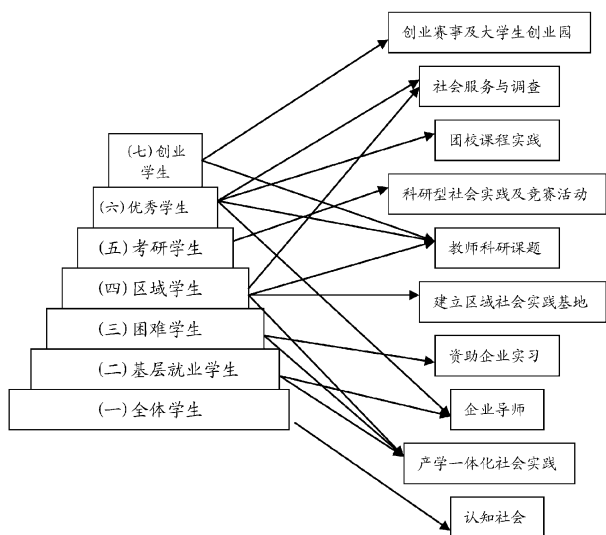 创业赛事及大学生创业园
社会服务与调查
团校课程实践
科研型社会实践及竞赛活动
教师科研课题
建立区域社会实践基地
资助企业实习
企业导师
产学一体化社会实践
认知社会
(七)创业
学生
(六)优秀学生
(五)考研学生
(四)区域学生
(三)困难学生
(二)基层就业学生
(一)全体学生